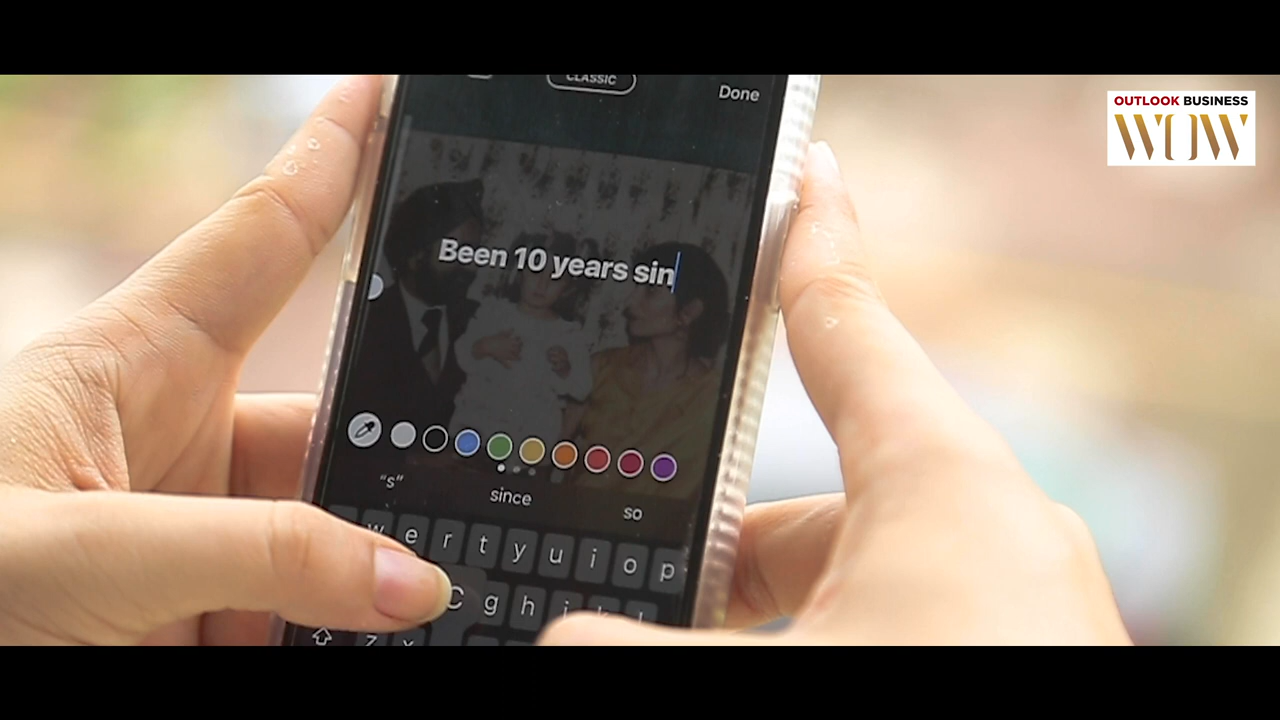 CLASSIC
Done
OUTLOOK BUSINESS
WOW
Been 10 years sin
"s"
since
so
w e r t y u i o p
C g h j k l
z x